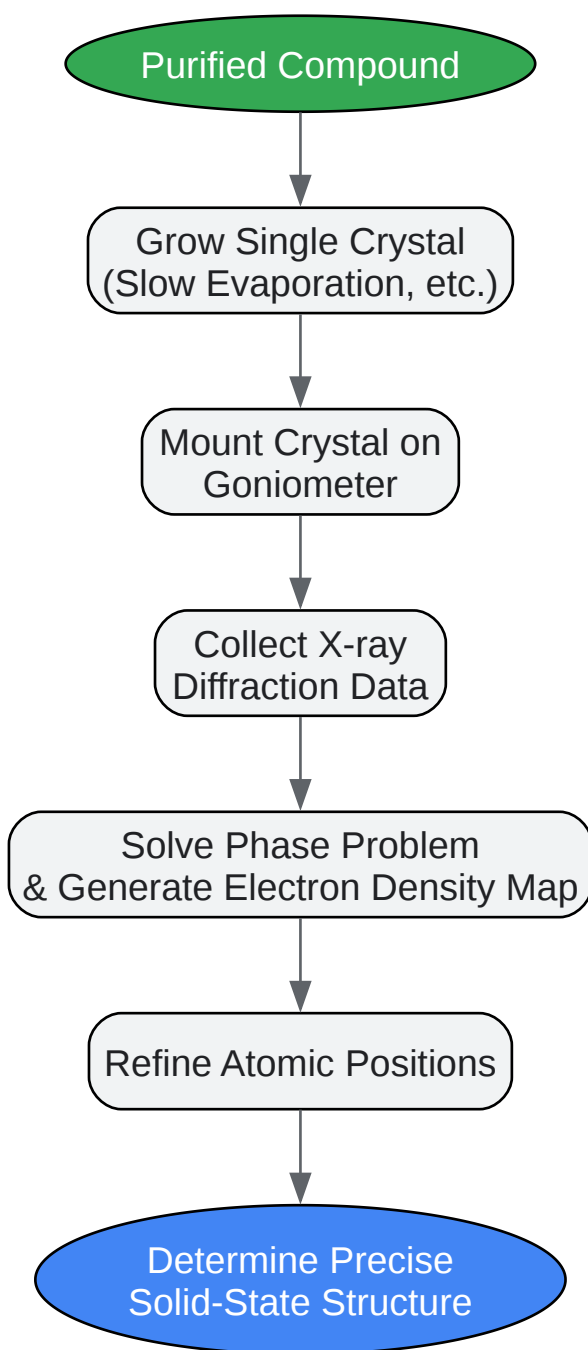 Purified Compound
Grow Single Crystal
(Slow Evaporation, etc.)
Mount Crystal on
Goniometer
Collect X-ray
Diffraction Data
Solve Phase Problem
& Generate Electron Density Map
Refine Atomic Positions
Determine Precise
Solid-State Structure